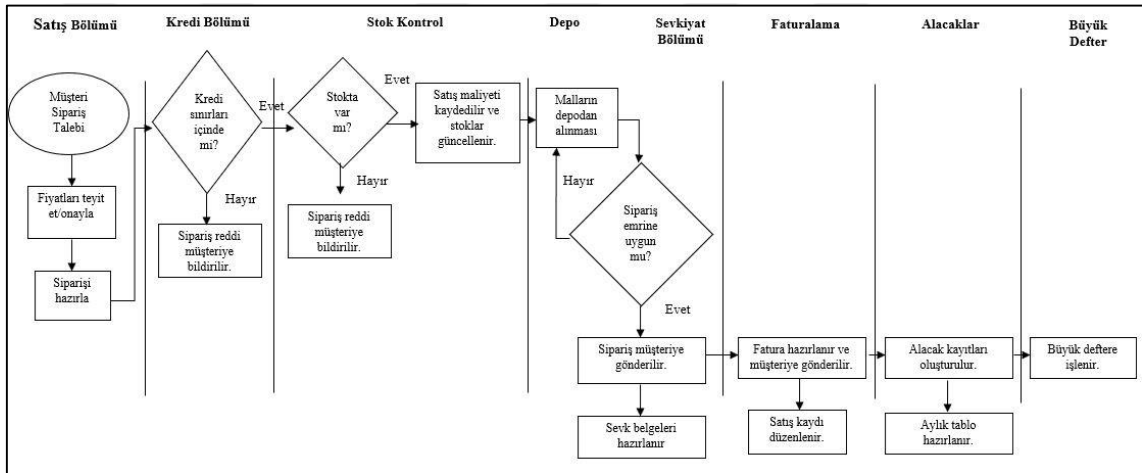 Satış Bölümü
Kredi Bölümü
Stok Kontrol
Depo
Sevkiyat
Bölümü
Faturalama
Alacaklar
Büyük
Defter
Müşteri
Sipariş
Talebi
Fiyatları teyit
et/onayla
Siparişi
hazırla
Kredi
sınırları
içinde
mi?
Evet
Hayır
Sipariş reddi
müşteriye
bildirilir.
Stokta
var
mı?
Evet
Hayır
Sipariş reddi
müşteriye
bildirilir.
Satış maliyeti
kaydedilir ve
stoklar
güncellenir.
Malların
depodan
alınması
Hayır
Sipariş
emrine
uygun
mu?
Evet
Sipariş müşteriye
gönderilir.
Sevk belgeleri
hazırlanır
Fatura hazırlanır ve
müşteriye gönderilir.
Satış kaydı
düzenlenir.
Alacak kayıtları
oluşturulur.
Aylık tablo
hazırlanır.
Büyük deftere
işlenir.